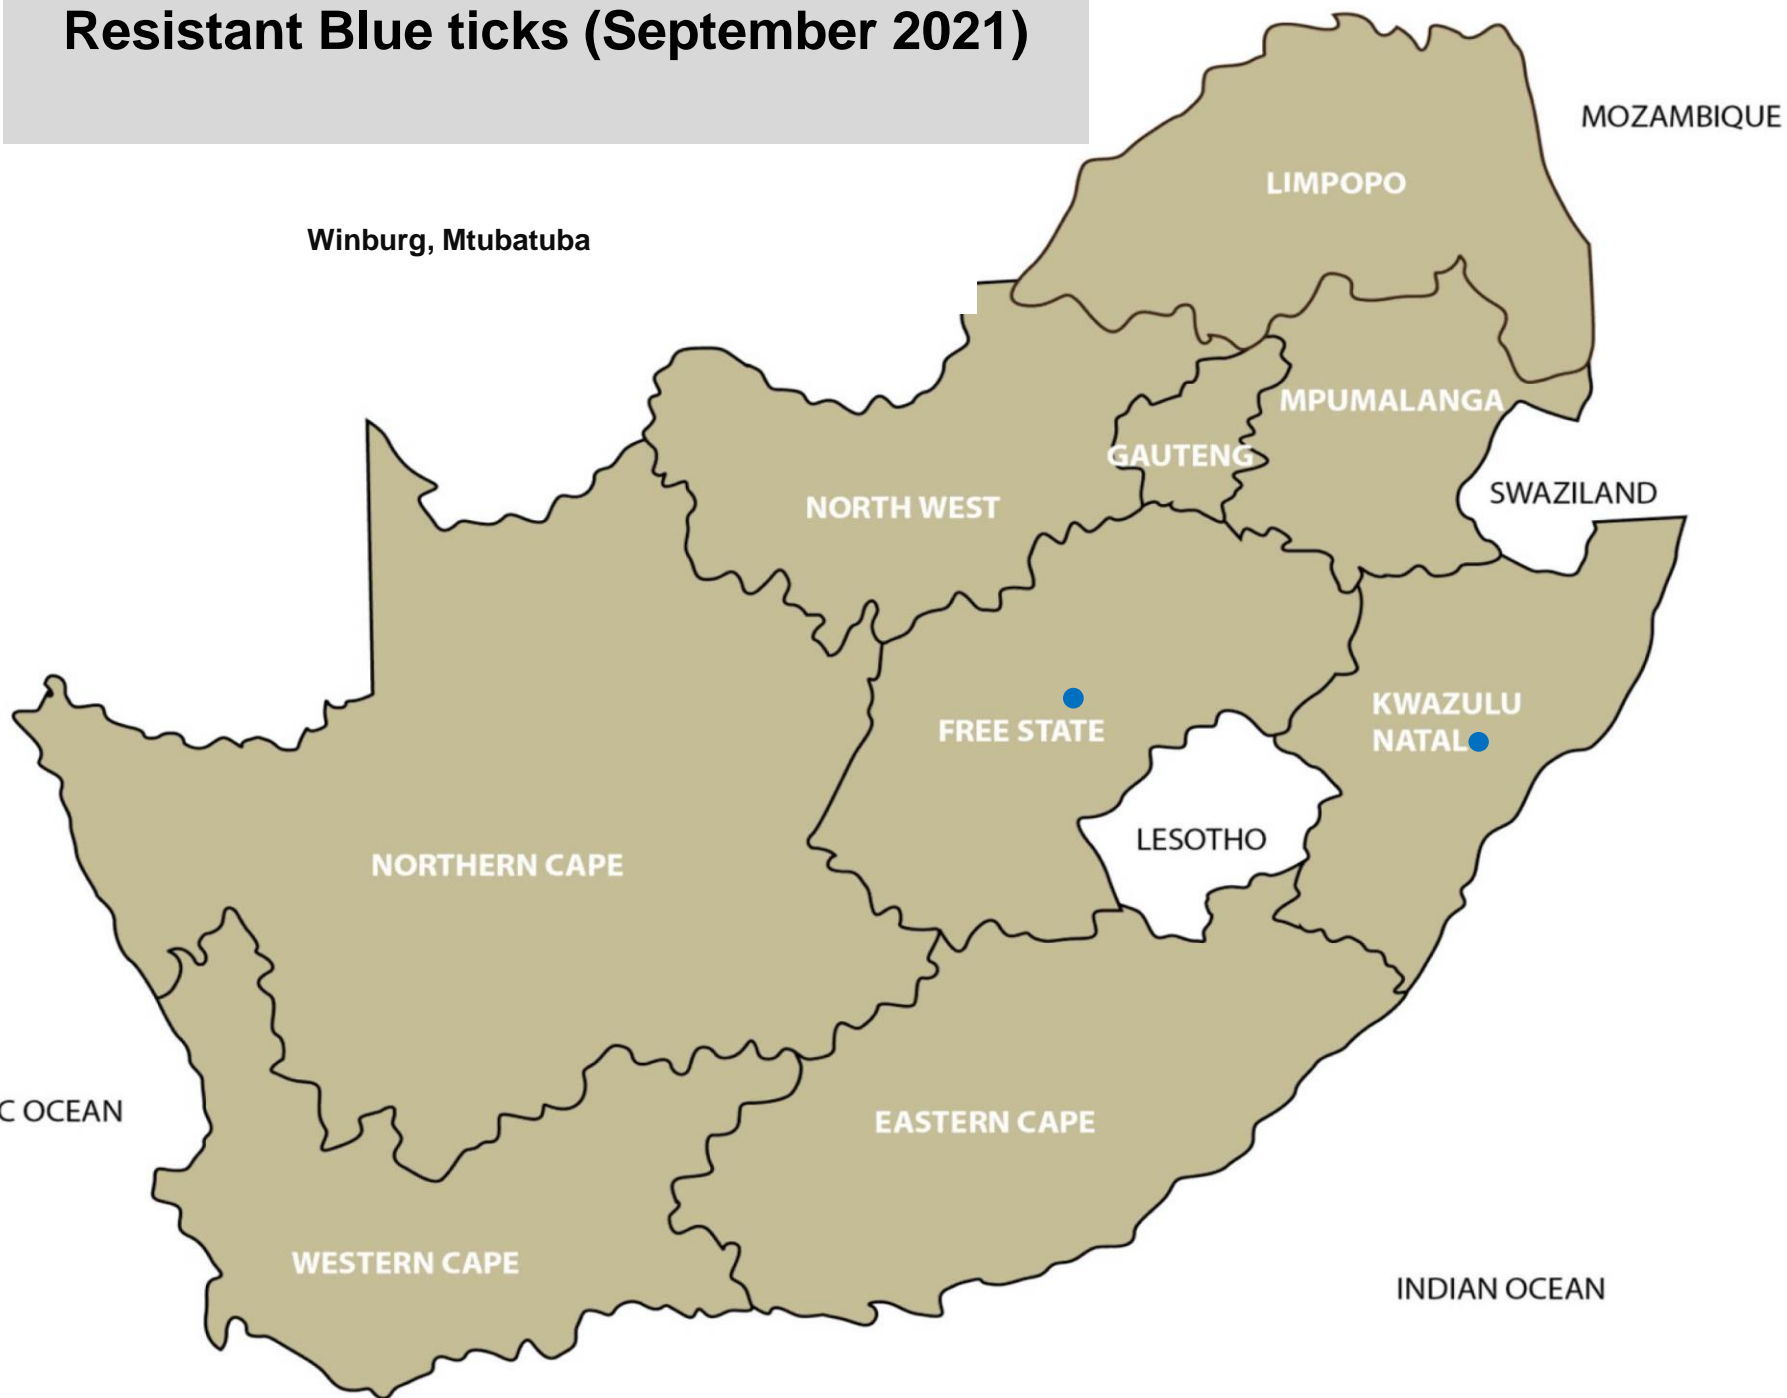 Resistant Blue ticks (September 2021)
MOZAMBIQUE
LIMPOPO
Winburg, Mtubatuba
MPUMALANGA
GAUTENG
SWAZILAND
NORTH WEST
KWAZULU
NATAL
FREE STATE
LESOTHO
NORTHERN CAPE
C OCEAN
EASTERN CAPE
WESTERN CAPE
INDIAN OCEAN